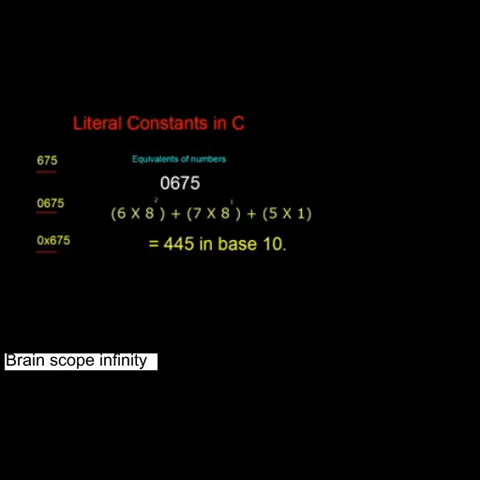 Literal Constants in C
675
Equivalents of numbers
0675
0675
(6 X 8²) + (7 X 8¹) + (5 X 1)
0x675
= 445 in base 10.
Brain scope infinity